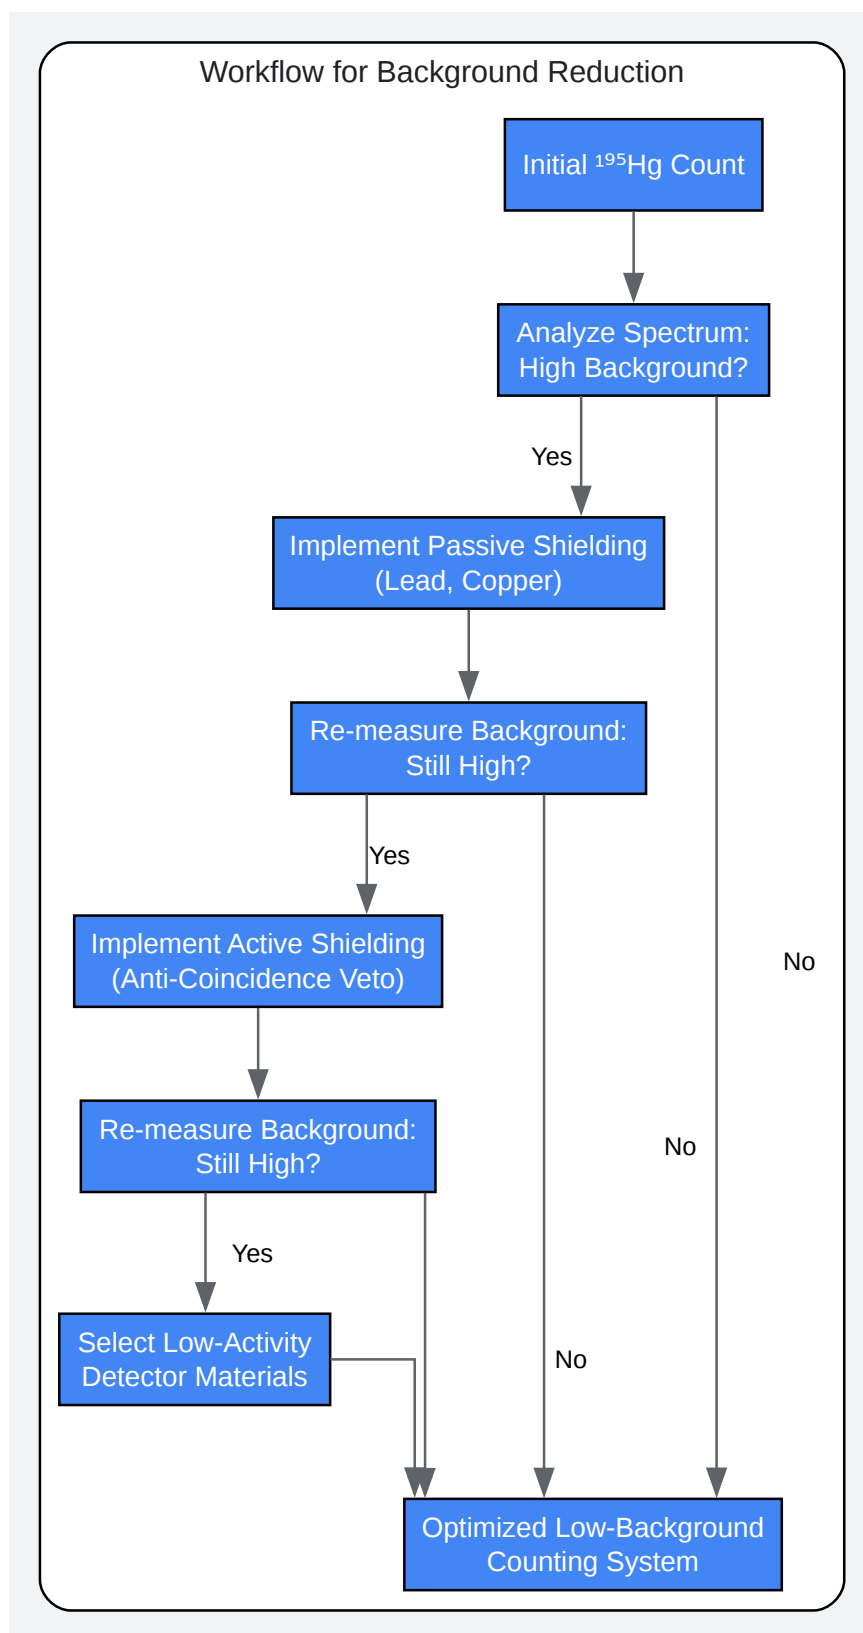 Workflow for Background Reduction
Initial ¹⁹⁵Hg Count
Analyze Spectrum:
High Background?
Yes
Implement Passive Shielding
(Lead, Copper)
Re-measure Background:
Still High?
Yes
Implement Active Shielding
(Anti-Coincidence Veto)
No
Re-measure Background:
Still High?
No
Yes
Select Low-Activity
Detector Materials
No
Optimized Low-Background
Counting System